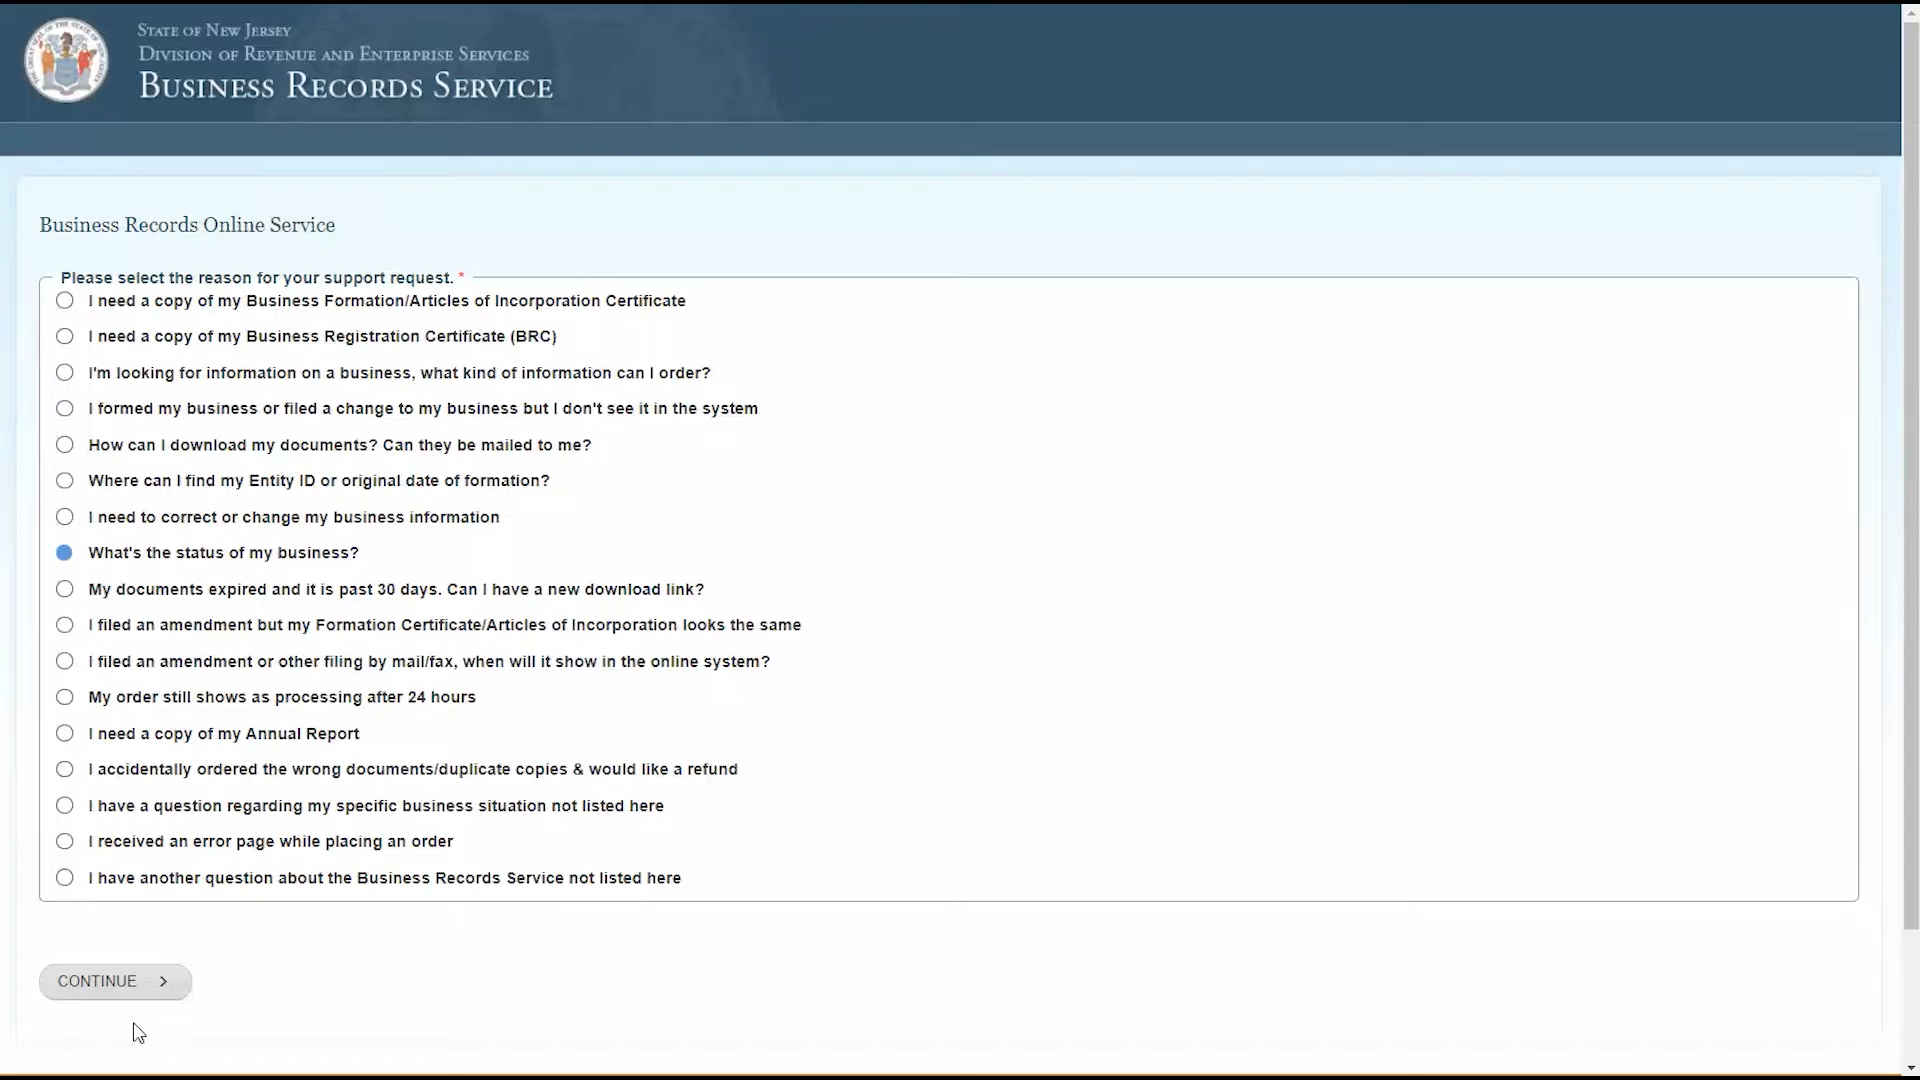 STATE OF NEW JERSEY
DIVISION OF REVENUE AND ENTERPRISE SERVICES
BUSINESS RECORDS SERVICE
Business Records Online Service
Please select the reason for your support request. *
I need a copy of my Business Formation/Articles of Incorporation Certificate
I need a copy of my Business Registration Certificate (BRC)
I'm looking for information on a business, what kind of information can I order?
I formed my business or filed a change to my business but I don't see it in the system
How can I download my documents? Can they be mailed to me?
Where can I find my Entity ID or original date of formation?
I need to correct or change my business information
What's the status of my business?
My documents expired and it is past 30 days. Can I have a new download link?
I filed an amendment but my Formation Certificate/Articles of Incorporation looks the same
I filed an amendment or other filing by mail/fax, when will it show in the online system?
My order still shows as processing after 24 hours
I need a copy of my Annual Report
I accidentally ordered the wrong documents/duplicate copies & would like a refund
I have a question regarding my specific business situation not listed here
I received an error page while placing an order
I have another question about the Business Records Service not listed here
CONTINUE